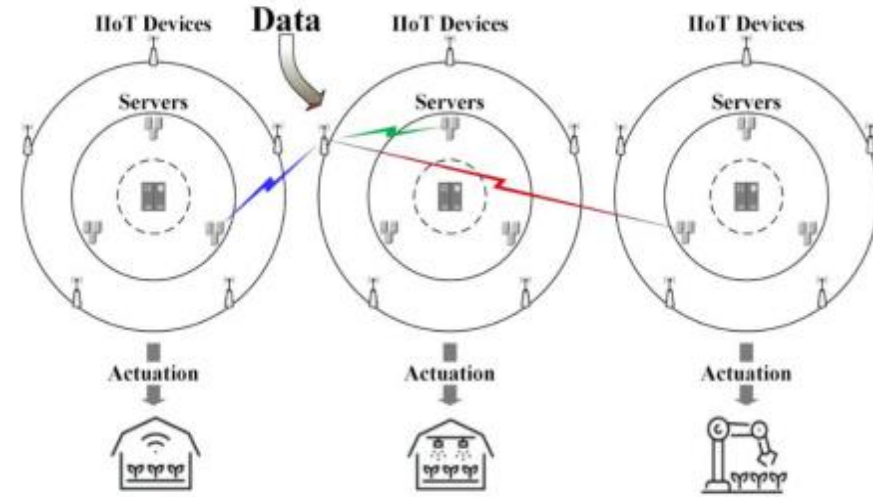 IIoT Devices
Data
IIoT Devices
IIoT Devices
Servers
Servers
Servers
Actuation
Actuation
Actuation